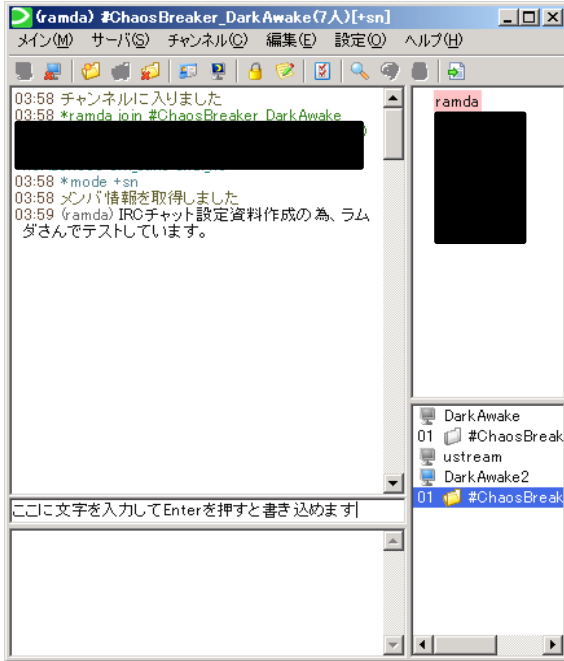 (ramda) #ChaosBreaker_DarkAwake(7人)[+sn]
メイン(M) サーバ(S) チャンネル(C) 編集(E) 設定(O) ヘルプ(H)
03:58 チャンネルに入りました
03:58 *ramda join #ChaosBreaker_DarkAwake
03:58 *mode +sn
03:58 メンバ情報を取得しました
03:59 (ramda) IRCチャット設定資料作成の為、ラム
ダさんでテストしています。
ここに文字を入力してEnterを押すと書き込めます
ramda
DarkAwake
01 #ChaosBreak
ustream
DarkAwake2
01 #ChaosBreak